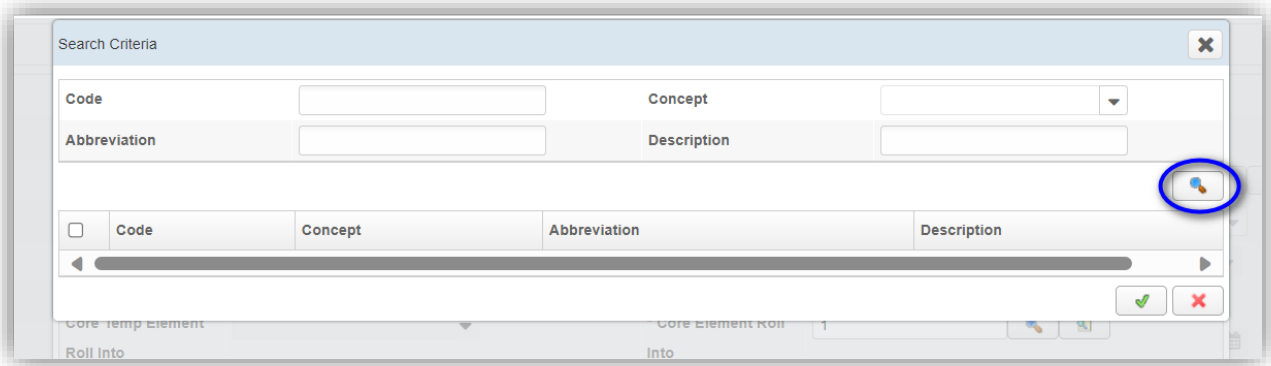 Search Criteria
Code Concept
Abbreviation Description
Code Concept Abbreviation Description
Core Temp Element * Core Element Roll 1
Roll Into Into